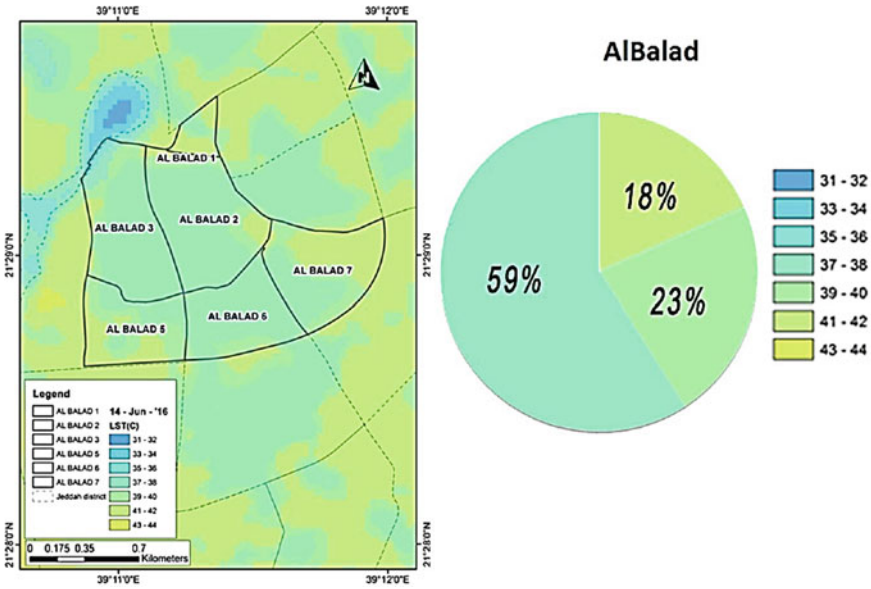 39°11'0"E
39°12'0"E
N
AL BALAD 1
AL BALAD 2
AL BALAD 3
AL BALAD 7
AL BALAD 6
AL BALAD 5
21°29'0"N
21°29'0"N
21°28'0"N
21°28'0"N
Legend
AL BALAD 1
AL BALAD 2
AL BALAD 3
AL BALAD 5
AL BALAD 6
AL BALAD 7
Jeddah district
14 - Jun - '16
LST(C)
31 - 32
33 - 34
35 - 36
37 - 38
39 - 40
41 - 42
43 - 44
0 0.175 0.35 0.7
Kilometers
39°11'0"E
39°12'0"E
AlBalad
18%
59%
23%
31 - 32
33 - 34
35 - 36
37 - 38
39 - 40
41 - 42
43 - 44